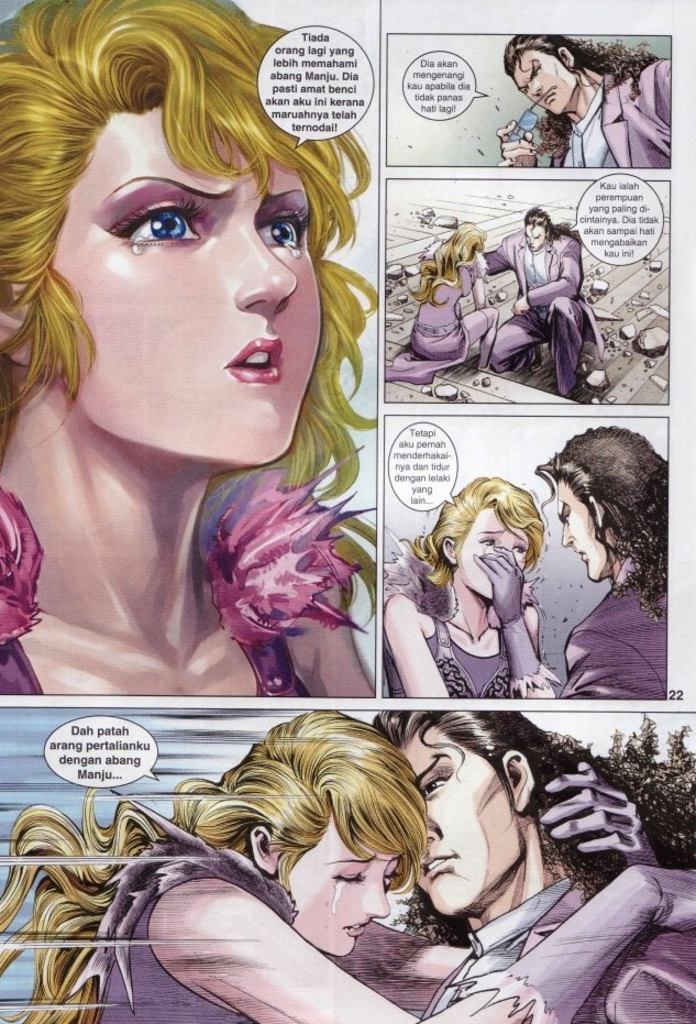 Tiada
orang lagi yang
lebih memahami
abang Manju. Dia
pasti amat benci
akan aku ini kerana
maruahnya telah
ternodai!
Dia akan
mengenangi
kau apabila dia
tidak panas
hati lagi!
Kau ialah
perempuan
yang paling di-
cintainya. Dia tidak
akan sampai hati
mengabaikan
kau ini!
Tetapi
aku pernah
menderhakai-
nya dan tidur
dengan lelaki
yang
lain...
22
Dah patah
arang pertalianku
dengan abang
Manju...